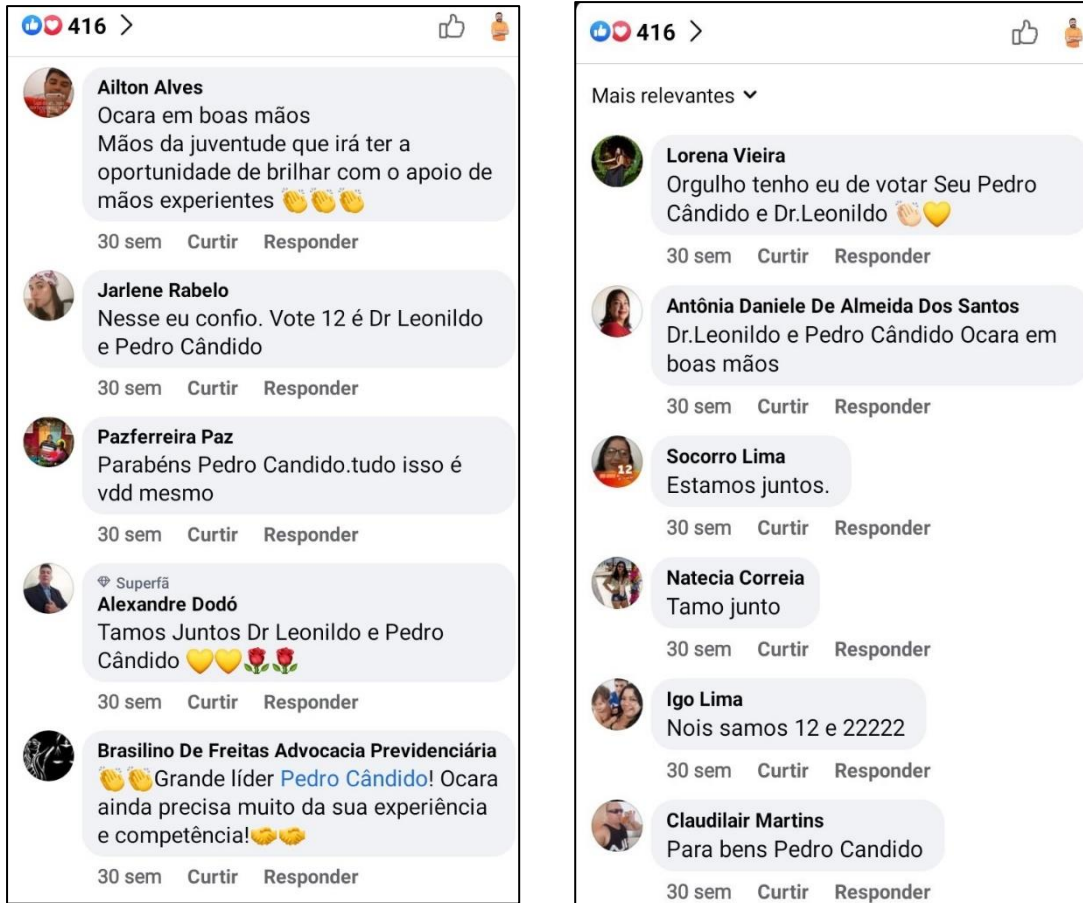 416 >
Ailton Alves
Ocara em boas mãos
Mãos da juventude que irá ter a
oportunidade de brilhar com o apoio de
mãos experientes 👏👏👏
30 sem Curtir Responder
Jarlene Rabelo
Nesse eu confio. Vote 12 é Dr Leonildo
e Pedro Cândido
30 sem Curtir Responder
Pazferreira Paz
Parabéns Pedro Candido.tudo isso é
vdd mesmo
30 sem Curtir Responder
Superfã
Alexandre Dodó
Tamos Juntos Dr Leonildo e Pedro
Cândido 💛💛🌹🌹
30 sem Curtir Responder
Brasilino De Freitas Advocacia Previdenciária
👏👏Grande líder Pedro Cândido! Ocara
ainda precisa muito da sua experiência
e competência!🤝🤝
30 sem Curtir Responder
416 >
Mais relevantes
Lorena Vieira
Orgulho tenho eu de votar Seu Pedro
Cândido e Dr.Leonildo 👏🏻💛
30 sem Curtir Responder
Antônia Daniele De Almeida Dos Santos
Dr.Leonildo e Pedro Cândido Ocara em
boas mãos
30 sem Curtir Responder
12
Socorro Lima
Estamos juntos.
30 sem Curtir Responder
Natecia Correia
Tamo junto
30 sem Curtir Responder
Igo Lima
Nois samos 12 e 22222
30 sem Curtir Responder
Claudilair Martins
Para bens Pedro Candido
30 sem Curtir Responder